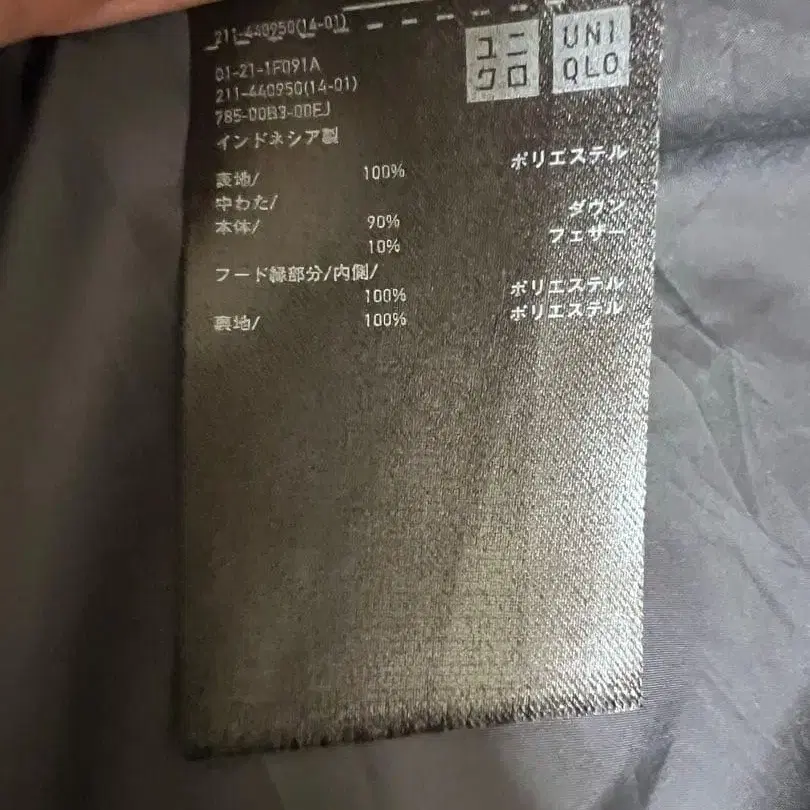 211-440950(14-01)
ユニ
クロ
UNI
QLO
01-21-1F091A
211-440950(14-01)
785-00B3-00EJ
インドネシア製
表地/ 100% ポリエステル
中わた/
本体/ 90% ダウン
10% フェザー
フード縁部分/内側/
100% ポリエステル
裏地/ 100% ポリエステル